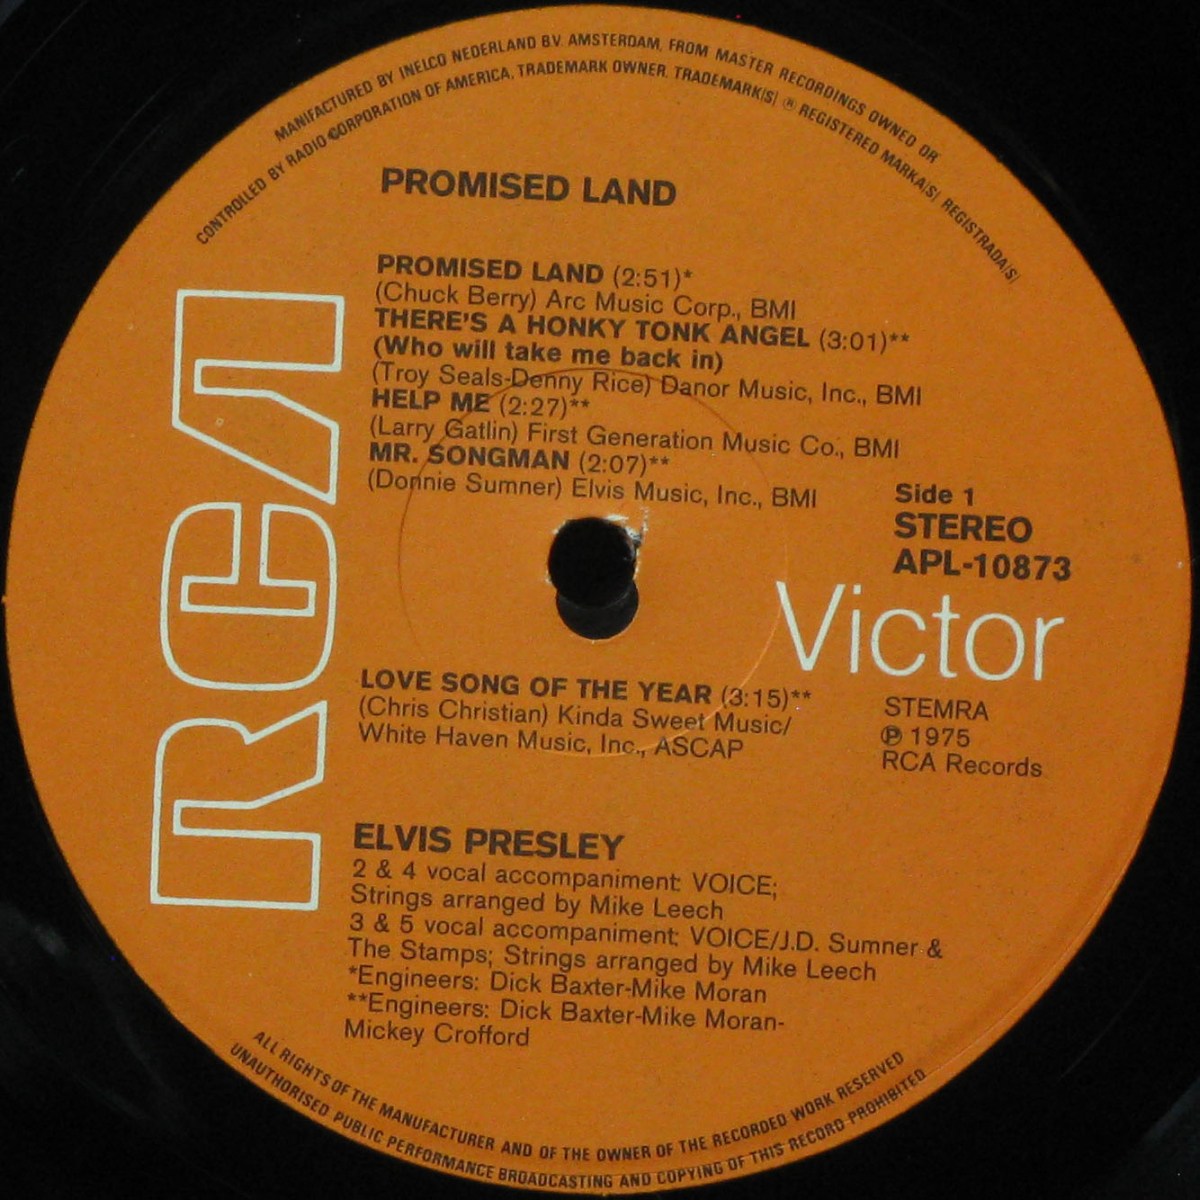 MANUFACTURED BY INELCO NEDERLAND BV. AMSTERDAM, FROM MASTER RECORDINGS OWNED OR
CONTROLLED BY RADIO CORPORATION OF AMERICA, TRADEMARK OWNER. TRADEMARK(S) ® REGISTERED MARKA(S) REGISTRADA(S)
PROMISED LAND
PROMISED LAND (2:51)*
(Chuck Berry) Arc Music Corp., BMI
THERE'S A HONKY TONK ANGEL (3:01)**
(Who will take me back in)
(Troy Seals-Denny Rice) Danor Music, Inc., BMI
HELP ME (2:27)**
(Larry Gatlin) First Generation Music Co., BMI
MR. SONGMAN (2:07)**
(Donnie Sumner) Elvis Music, Inc., BMI
Side 1
STEREO
APL-10873
RCA
Victor
LOVE SONG OF THE YEAR (3:15)**
(Chris Christian) Kinda Sweet Music/
White Haven Music, Inc., ASCAP
STEMRA
℗ 1975
RCA Records
ELVIS PRESLEY
2 & 4 vocal accompaniment: VOICE;
Strings arranged by Mike Leech
3 & 5 vocal accompaniment: VOICE/J.D. Sumner &
The Stamps; Strings arranged by Mike Leech
*Engineers: Dick Baxter-Mike Moran
**Engineers: Dick Baxter-Mike Moran-
Mickey Crofford
ALL RIGHTS OF THE MANUFACTURER AND OF THE OWNER OF THE RECORDED WORK RESERVED
UNAUTHORISED PUBLIC PERFORMANCE BROADCASTING AND COPYING OF THIS RECORD PROHIBITED